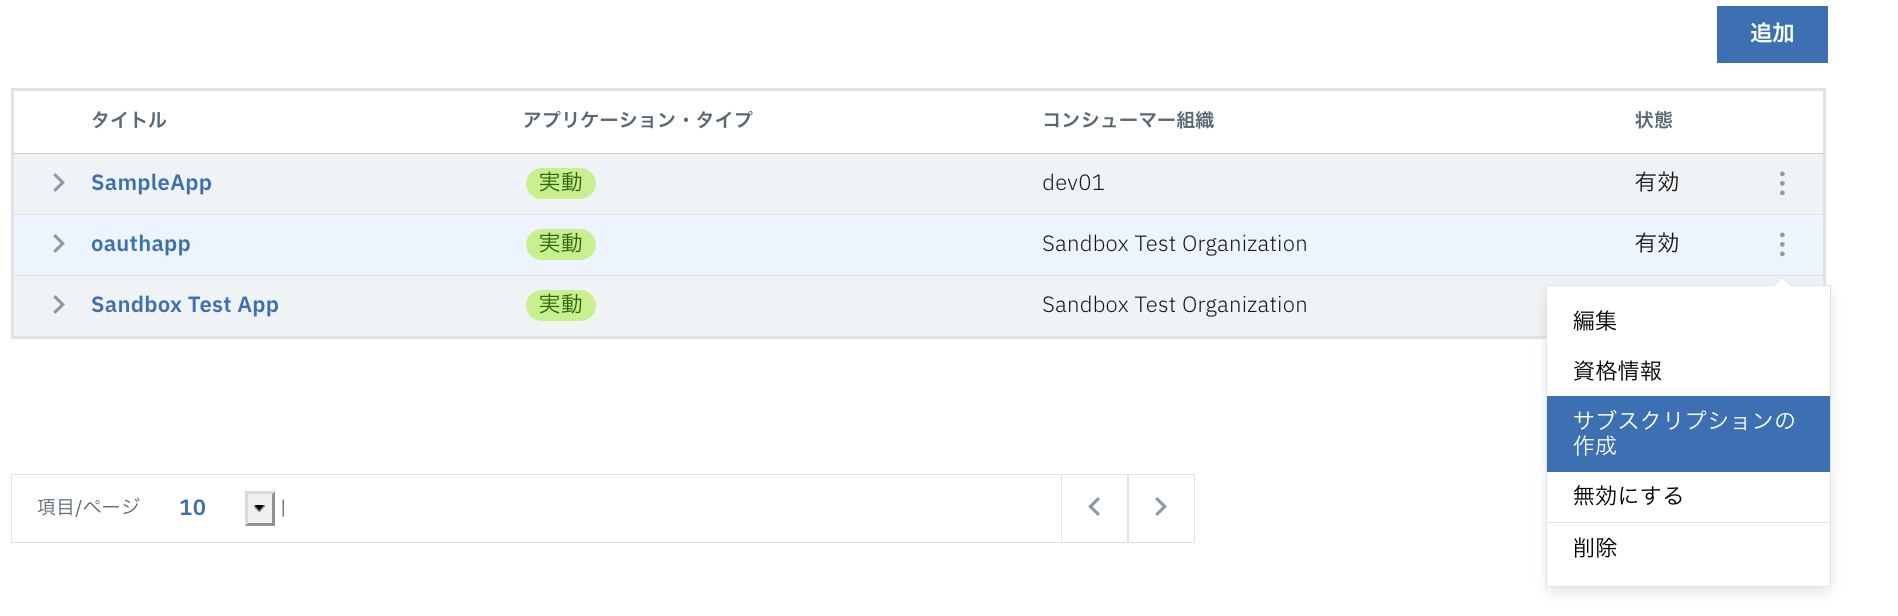 追加
タイトル アプリケーション・タイプ コンシューマー組織 状態
SampleApp 実動 dev01 有効
oauthapp 実動 Sandbox Test Organization 有効
Sandbox Test App 実動 Sandbox Test Organization
編集
資格情報
サブスクリプションの
作成
無効にする
削除
項目/ページ 10 |